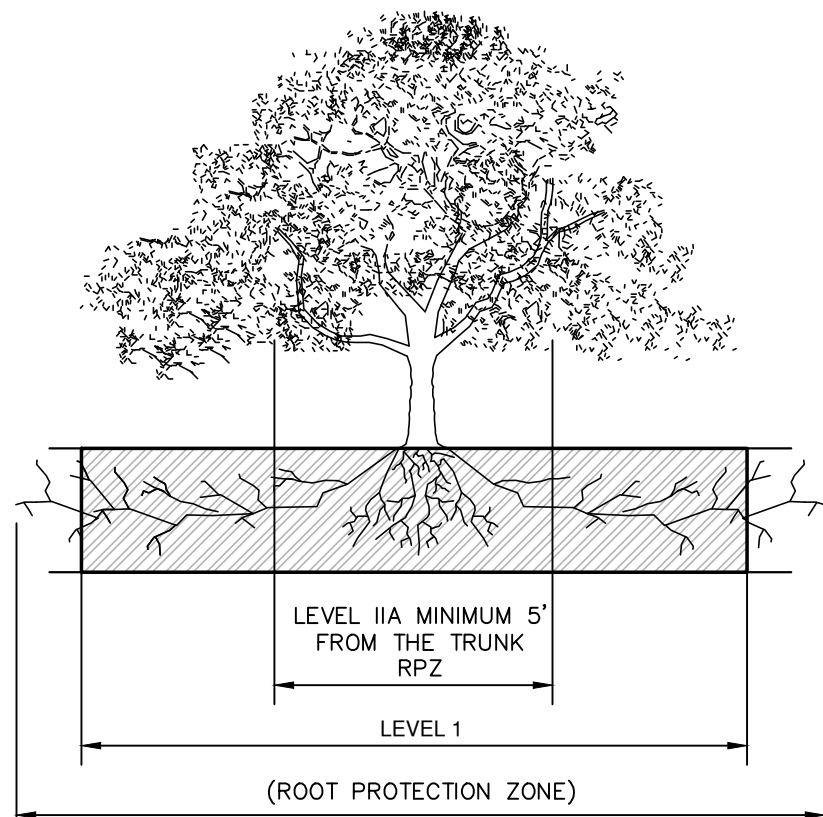 LEVEL IIA MINIMUM 5'
FROM THE TRUNK
RPZ
LEVEL 1
(ROOT PROTECTION ZONE)